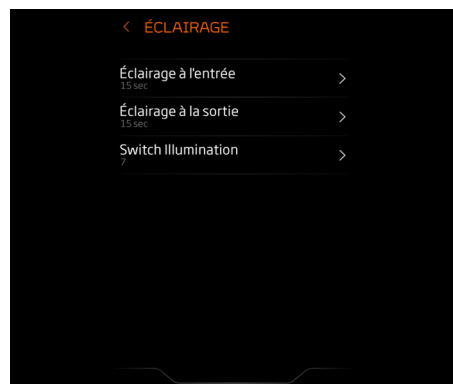 ÉCLAIRAGE
Éclairage à l'entrée
15 sec
Éclairage à la sortie
15 sec
Switch Illumination
7